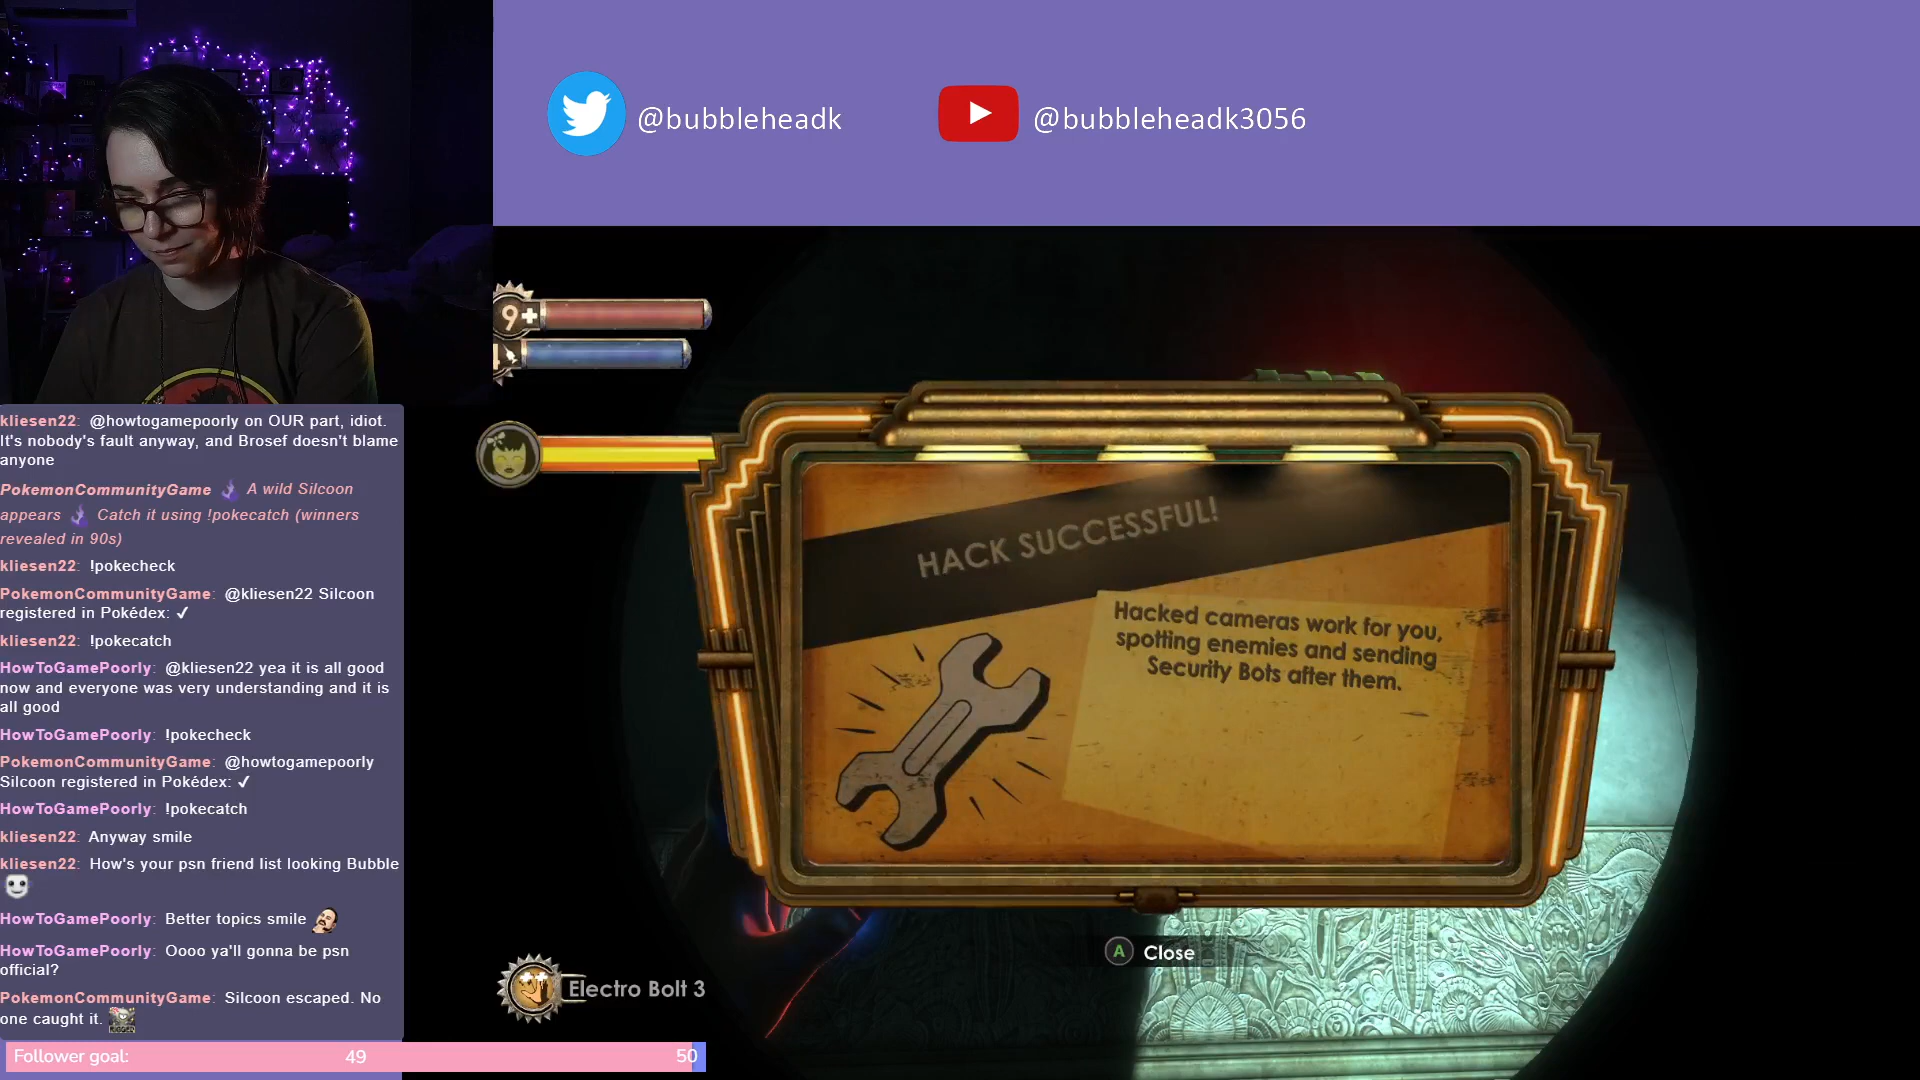 @bubbleheadk
@bubbleheadk3056
9+
kliesen22: @howtogamepoorly on OUR part, idiot.
It's nobody's fault anyway, and Brosef doesn't blame
anyone
PokemonCommunityGame A wild Silcoon
appears Catch it using !pokecatch (winners
revealed in 90s)
kliesen22: !pokecheck
PokemonCommunityGame: @kliesen22 Silcoon
registered in Pokédex: ✓
kliesen22: !pokecatch
HowToGamePoorly: @kliesen22 yea it is all good
now and everyone was very understanding and it is
all good
HowToGamePoorly: !pokecheck
PokemonCommunityGame: @howtogamepoorly
Silcoon registered in Pokédex: ✓
HowToGamePoorly: !pokecatch
kliesen22: Anyway smile
kliesen22: How's your psn friend list looking Bubble
HowToGamePoorly: Better topics smile
HowToGamePoorly: Oooo ya'll gonna be psn
official?
PokemonCommunityGame: Silcoon escaped. No
one caught it.
Follower goal: 49 50
HACK SUCCESSFUL!
Hacked cameras work for you,
spotting enemies and sending
Security Bots after them.
A Close
Electro Bolt 3